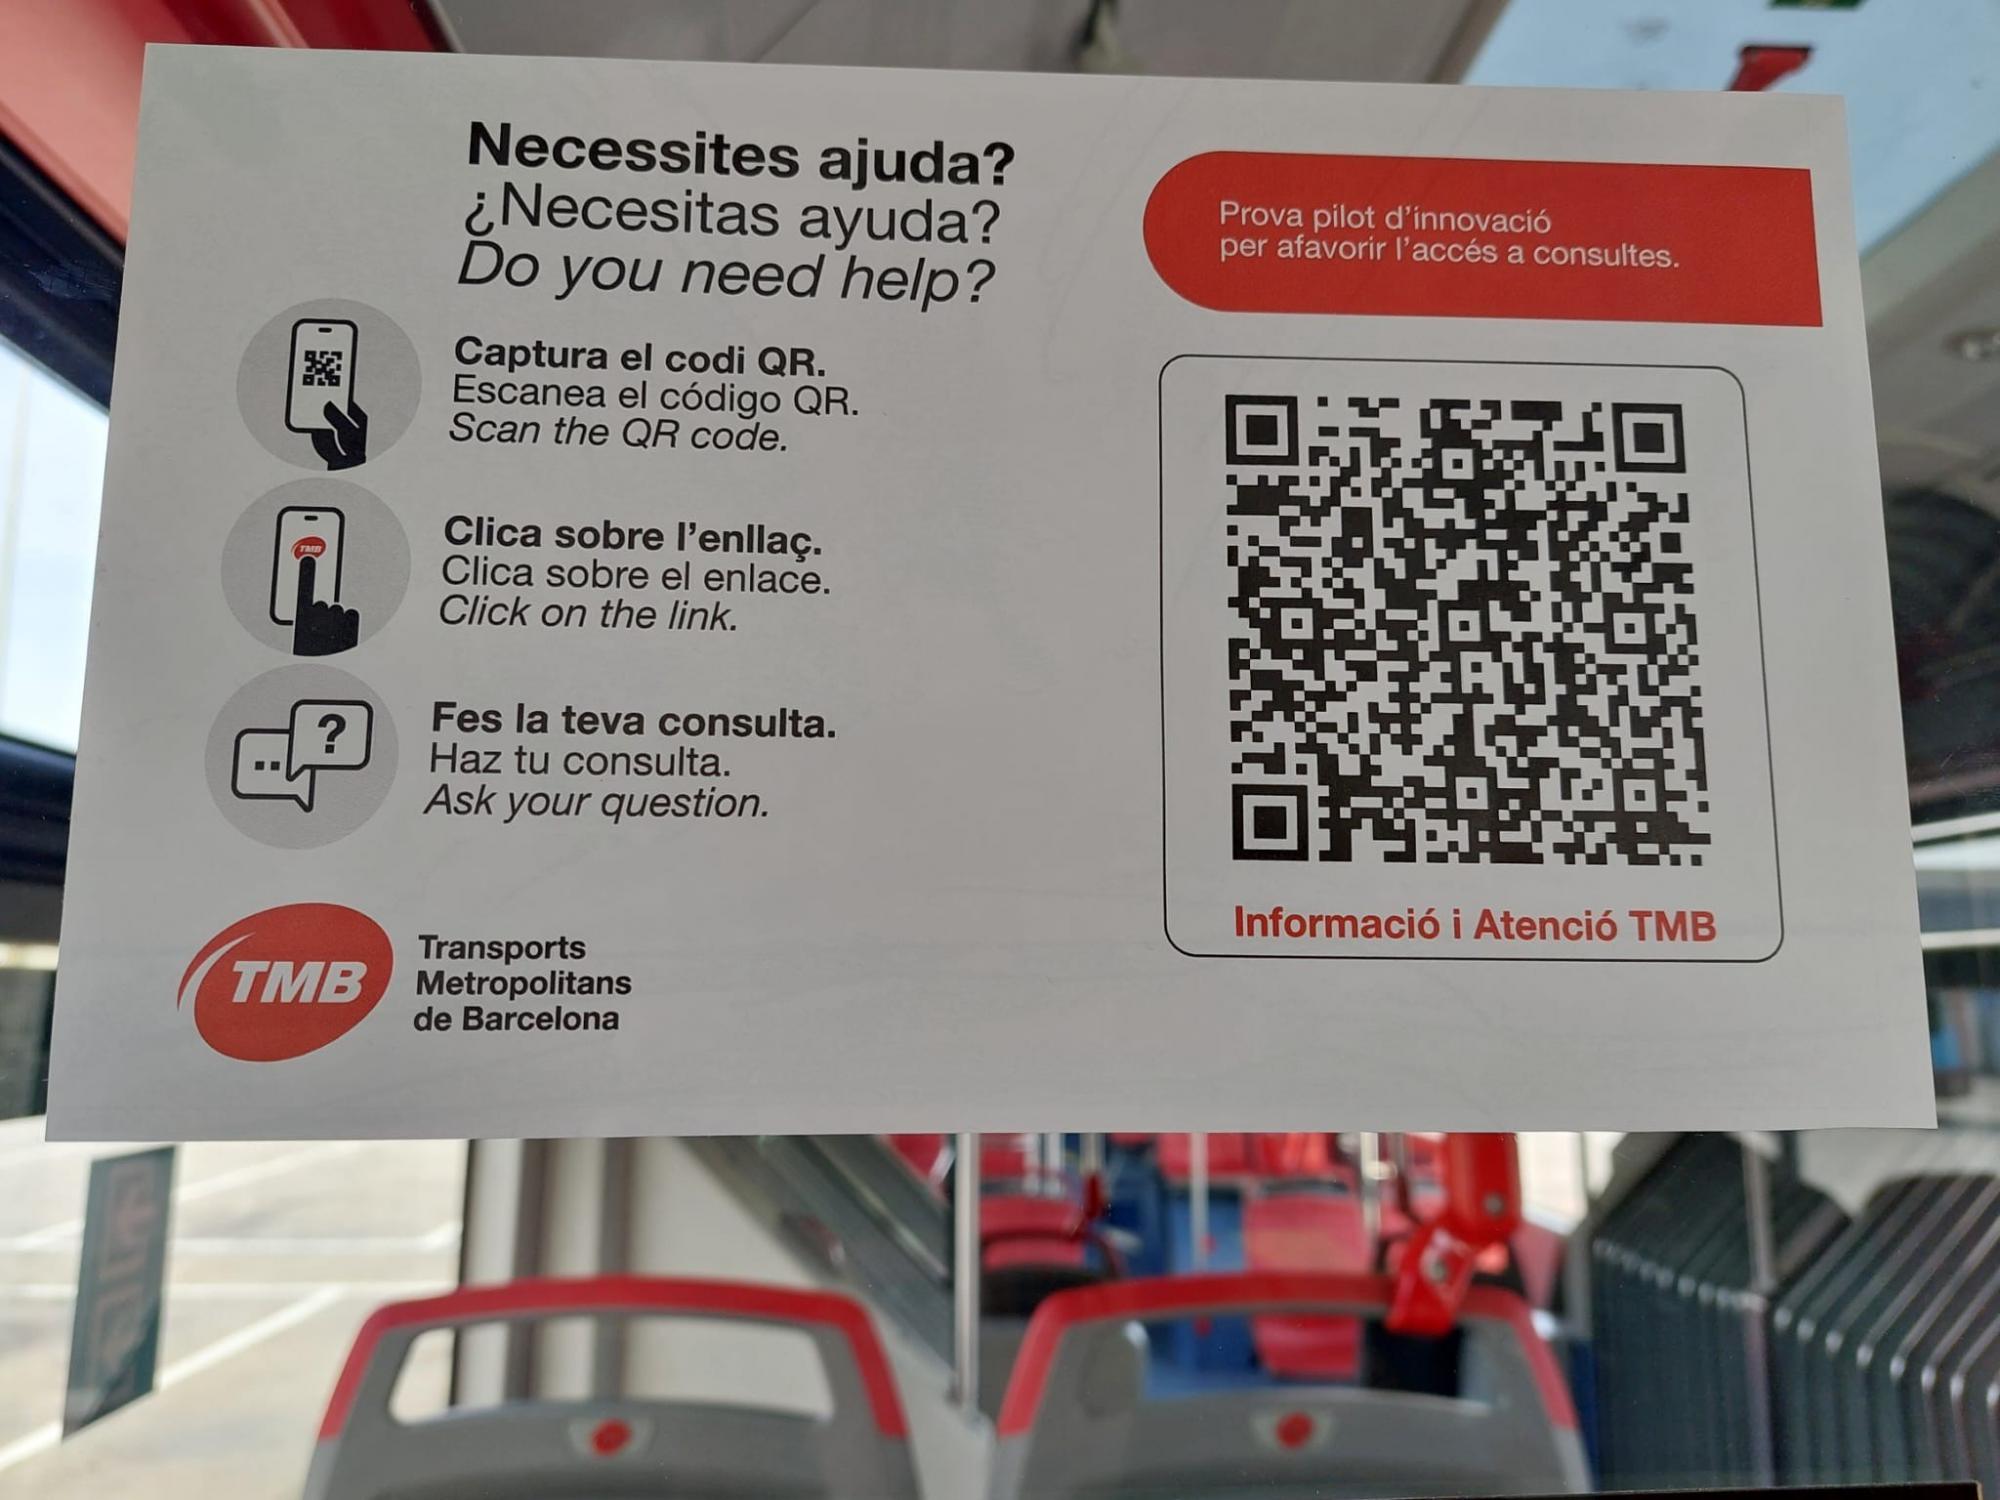 Necessites ajuda?
¿Necesitas ayuda?
Do you need help?
Captura el codi QR.
Escanea el código QR.
Scan the QR code.
TMB
Clica sobre l'enllaç.
Clica sobre el enlace.
Click on the link.
?
Fes la teva consulta.
Haz tu consulta.
Ask your question.
TMB
Transports
Metropolitans
de Barcelona
Prova pilot d'innovació
per afavorir l'accés a consultes.
Informació i Atenció TMB